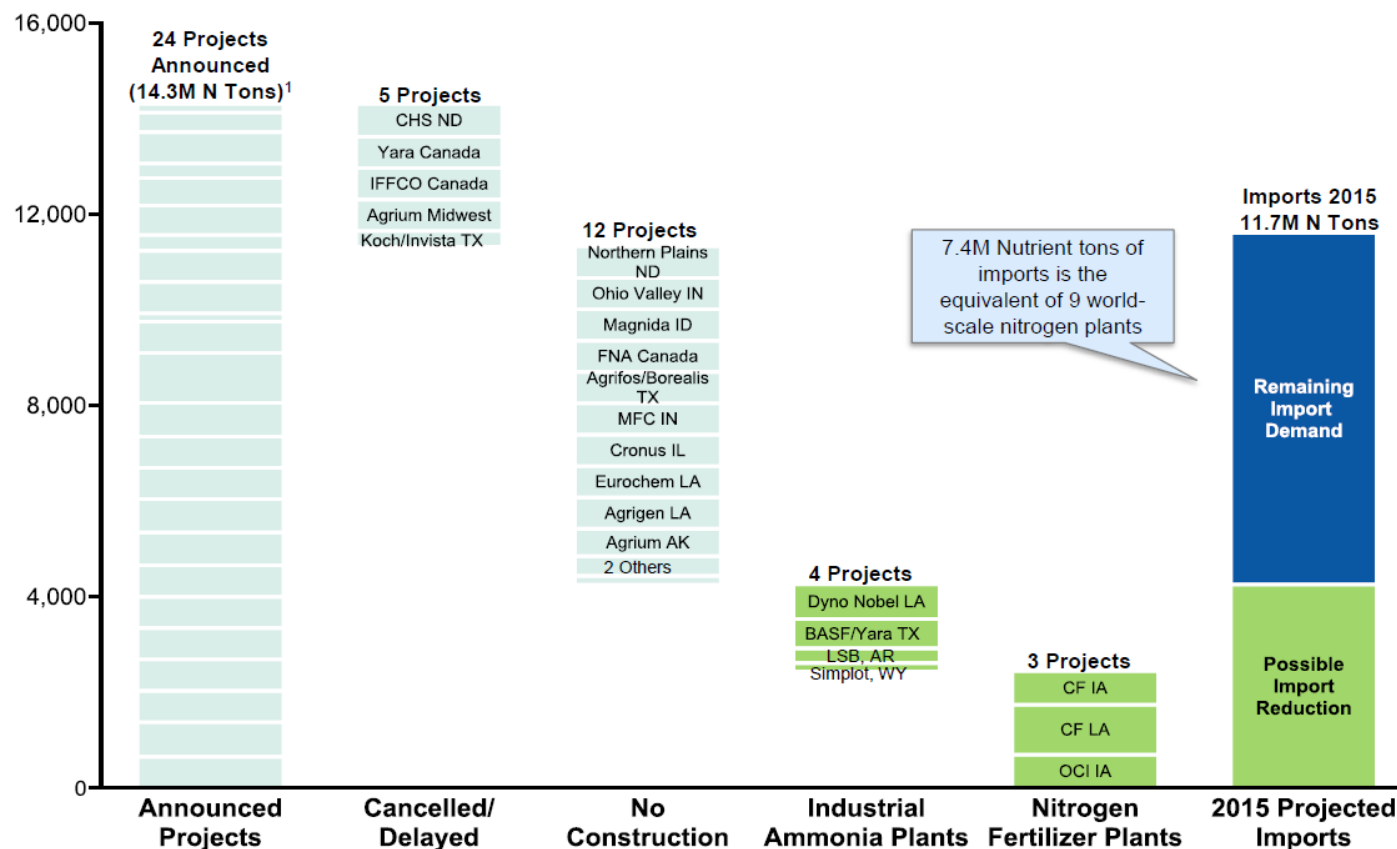 16,000
12,000
8,000
4,000
0
24 Projects
Announced
(14.3M N Tons)1
5 Projects
CHS ND
Yara Canada
IFFCO Canada
Agrium Midwest
Koch/Invista TX
12 Projects
Northern Plains
ND
Ohio Valley IN
Magnida ID
FNA Canada
Agrifos/Borealis
TX
MFC IN
Cronus IL
Eurochem LA
Agrigen LA
Agrium AK
2 Others
4 Projects
Dyno Nobel LA
BASF/Yara TX
LSB, AR
Simplot, WY
3 Projects
CF IA
CF LA
OCI IA
7.4M Nutrient tons of
imports is the
equivalent of 9 world-
scale nitrogen plants
Imports 2015
11.7M N Tons
Remaining
Import
Demand
Possible
Import
Reduction
Announced
Projects
Cancelled/
Delayed
No
Construction
Industrial
Ammonia Plants
Nitrogen
Fertilizer Plants
2015 Projected
Imports